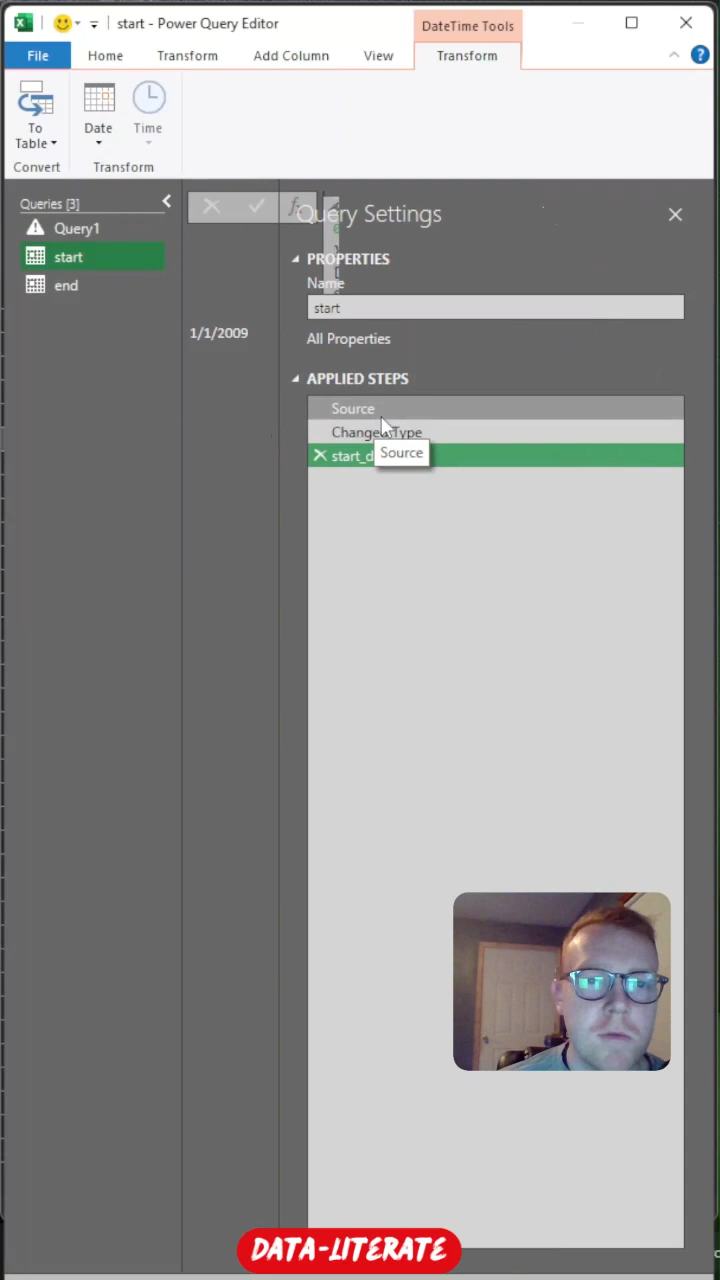 start - Power Query Editor
DateTime Tools
File
Home
Transform
Add Column
View
Transform
?
To
Table
Date
Time
Convert
Transform
Queries [3]
Query1
start
end
1/1/2009
Query Settings
PROPERTIES
Name
start
All Properties
APPLIED STEPS
Source
Changed Type
start_d
Source
DATA-LITERATE